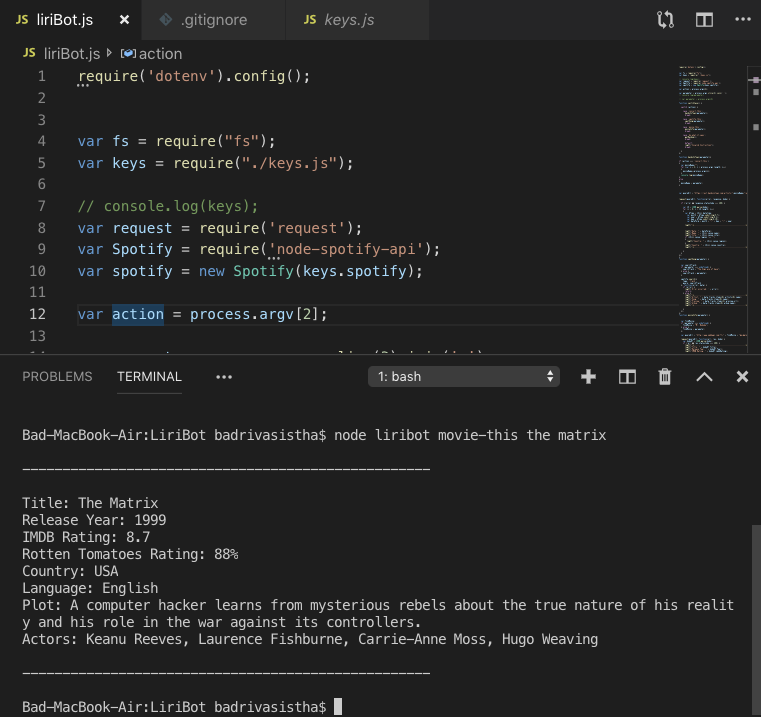 JS liriBot.js × .gitignore JS keys.js ...
JS liriBot.js › action
1 require('dotenv').config();
2
3
4 var fs = require("fs");
5 var keys = require("./keys.js");
6
7 // console.log(keys);
8 var request = require('request');
9 var Spotify = require('node-spotify-api');
10 var spotify = new Spotify(keys.spotify);
11
12 var action = process.argv[2];
13
PROBLEMS TERMINAL ... 1: bash
Bad-MacBook-Air:LiriBot badrivasistha$ node liribot movie-this the matrix
___________________________________________________
Title: The Matrix
Release Year: 1999
IMDB Rating: 8.7
Rotten Tomatoes Rating: 88%
Country: USA
Language: English
Plot: A computer hacker learns from mysterious rebels about the true nature of his realit
y and his role in the war against its controllers.
Actors: Keanu Reeves, Laurence Fishburne, Carrie-Anne Moss, Hugo Weaving
___________________________________________________
Bad-MacBook-Air:LiriBot badrivasistha$